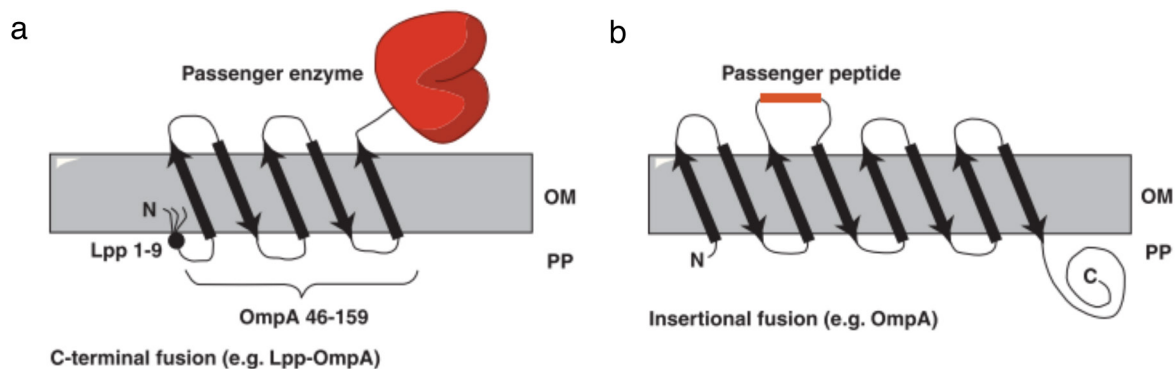 a
Passenger enzyme
N
Lpp 1-9
OM
PP
OmpA 46-159
C-terminal fusion (e.g. Lpp-OmpA)
b
Passenger peptide
N
OM
PP
C
Insertional fusion (e.g. OmpA)